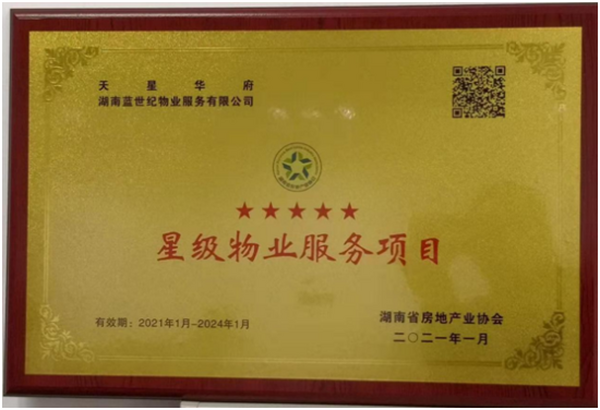 天星华府
湖南蓝世纪物业服务有限公司
★★★★★
星级物业服务项目
有效期：2021年1月-2024年1月
湖南省房地产业协会
二〇二一年一月